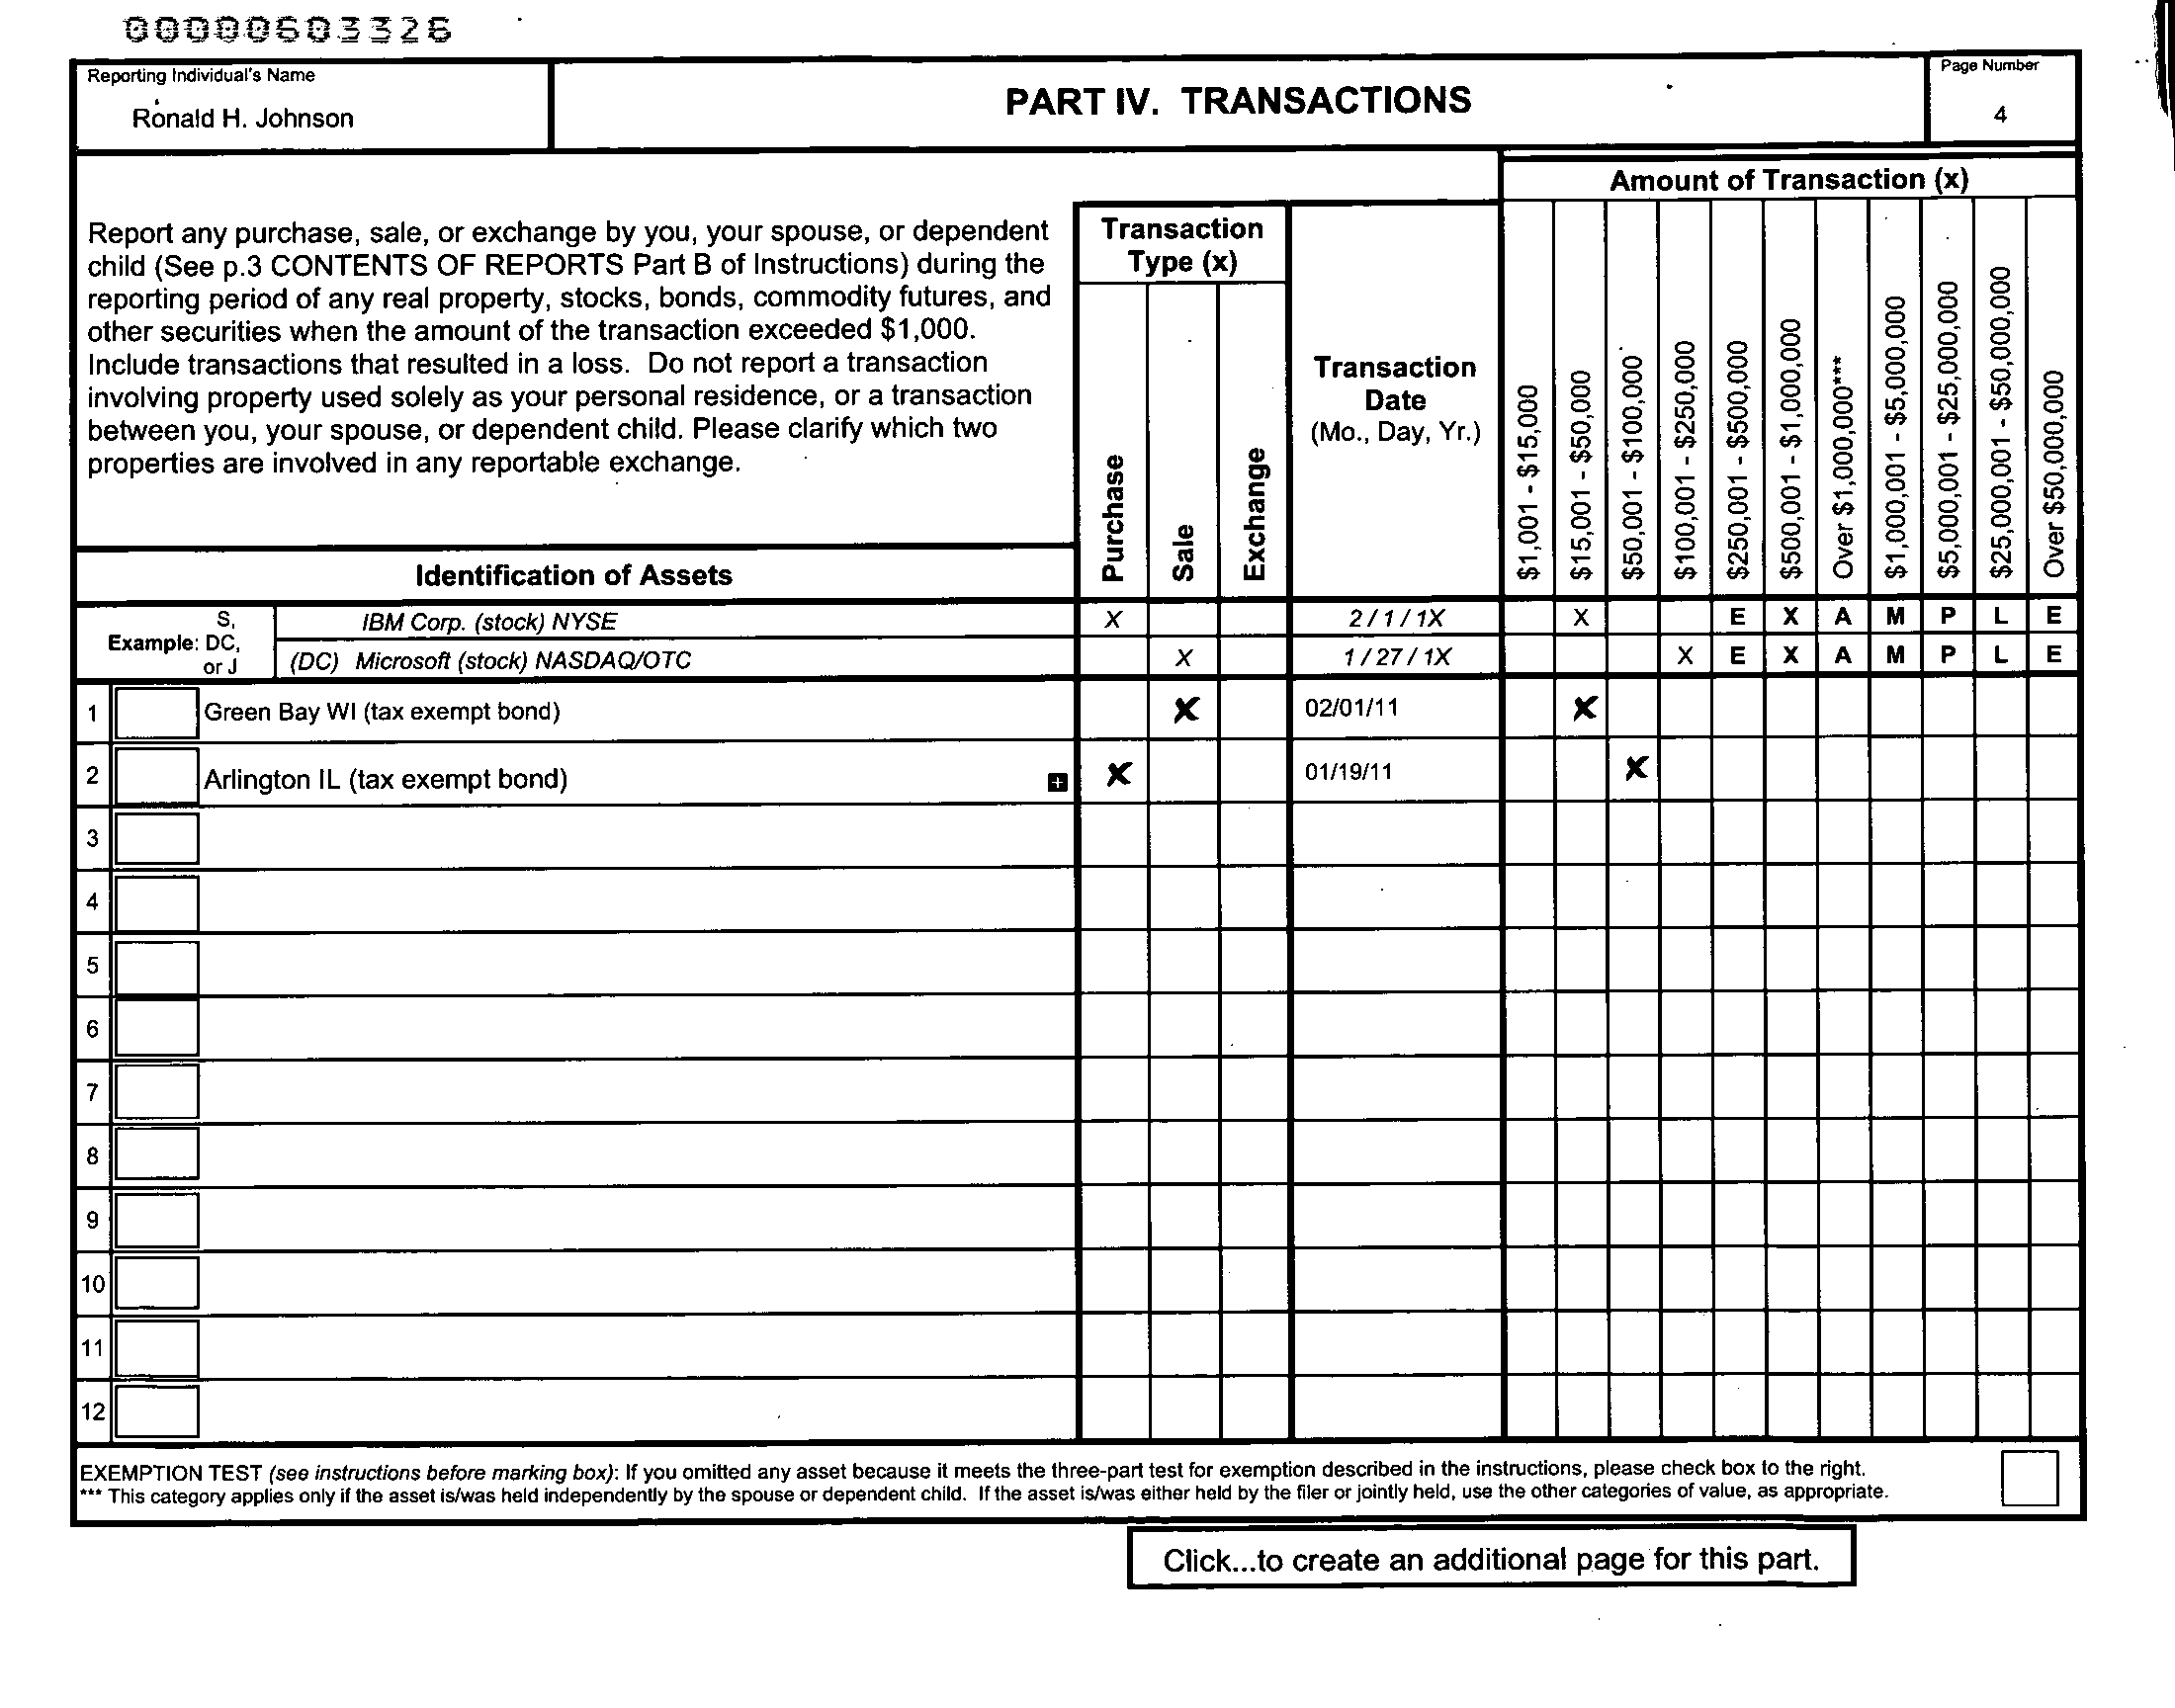 00000603326
Reporting Individual's Name
Ronald H. Johnson
PART IV. TRANSACTIONS
Page Number
4
Report any purchase, sale, or exchange by you, your spouse, or dependent
child (See p.3 CONTENTS OF REPORTS Part B of Instructions) during the
reporting period of any real property, stocks, bonds, commodity futures, and
other securities when the amount of the transaction exceeded $1,000.
Include transactions that resulted in a loss. Do not report a transaction
involving property used solely as your personal residence, or a transaction
between you, your spouse, or dependent child. Please clarify which two
properties are involved in any reportable exchange.
Identification of Assets
Transaction
Type (x)
Purchase
Sale
Exchange
Transaction
Date
(Mo., Day, Yr.)
Amount of Transaction (x)
$1,001 - $15,000
$15,001 - $50,000
$50,001 - $100,000
$100,001 - $250,000
$250,001 - $500,000
$500,001 - $1,000,000
Over $1,000,000***
$1,000,001 - $5,000,000
$5,000,001 - $25,000,000
$25,000,001 - $50,000,000
Over $50,000,000
Example: S, DC, or J
IBM Corp. (stock) NYSE X 2 / 1 / 1X X E X A M P L E
(DC) Microsoft (stock) NASDAQ/OTC X 1 / 27 / 1X X E X A M P L E
1 Green Bay WI (tax exempt bond) X 02/01/11 X
2 Arlington IL (tax exempt bond) + X 01/19/11 X
3
4
5
6
7
8
9
10
11
12
EXEMPTION TEST (see instructions before marking box): If you omitted any asset because it meets the three-part test for exemption described in the instructions, please check box to the right.
*** This category applies only if the asset is/was held independently by the spouse or dependent child. If the asset is/was either held by the filer or jointly held, use the other categories of value, as appropriate.
Click...to create an additional page for this part.